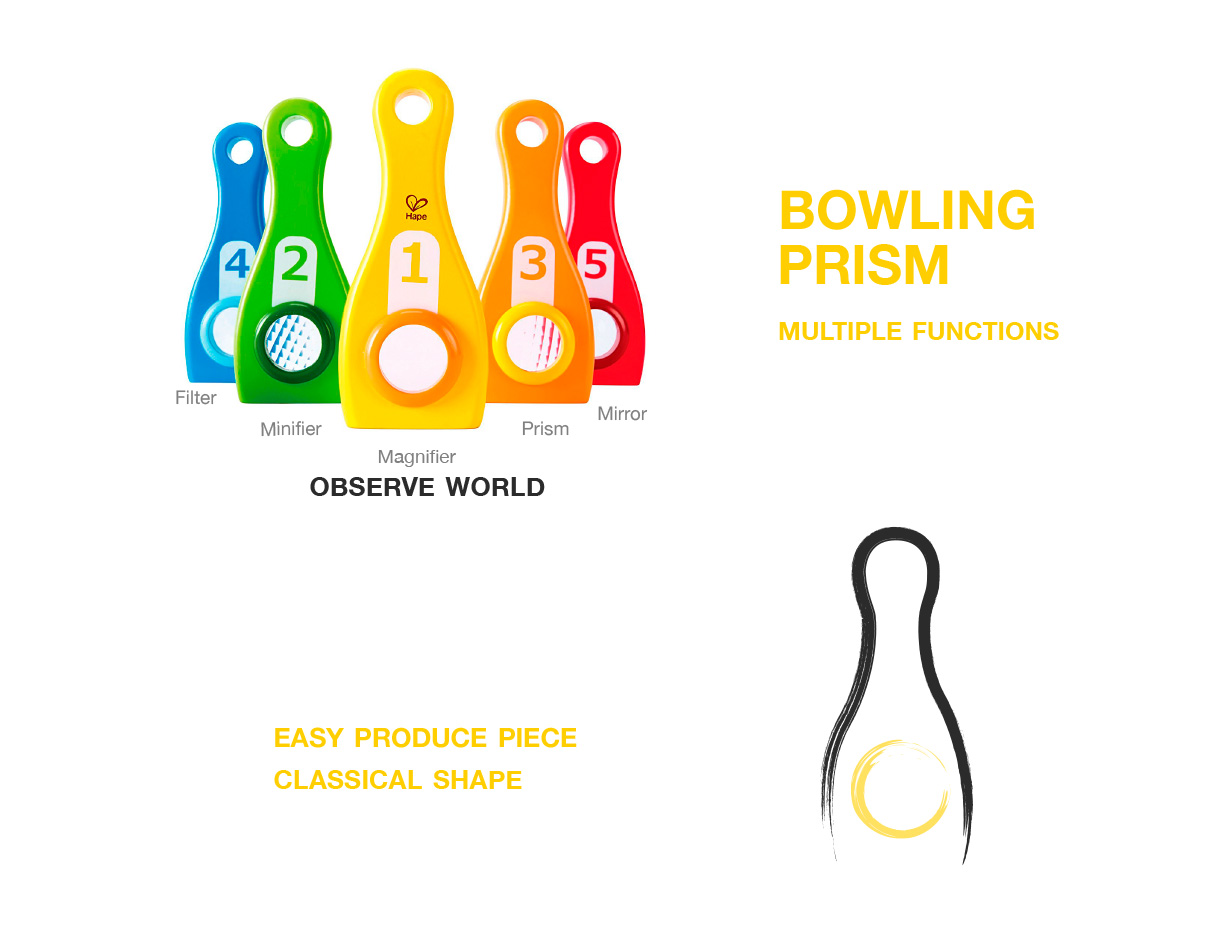 Hape
4
2
1
3
5
Filter
Minifier
Magnifier
Prism
Mirror
OBSERVE WORLD
BOWLING
PRISM
MULTIPLE FUNCTIONS
EASY PRODUCE PIECE
CLASSICAL SHAPE